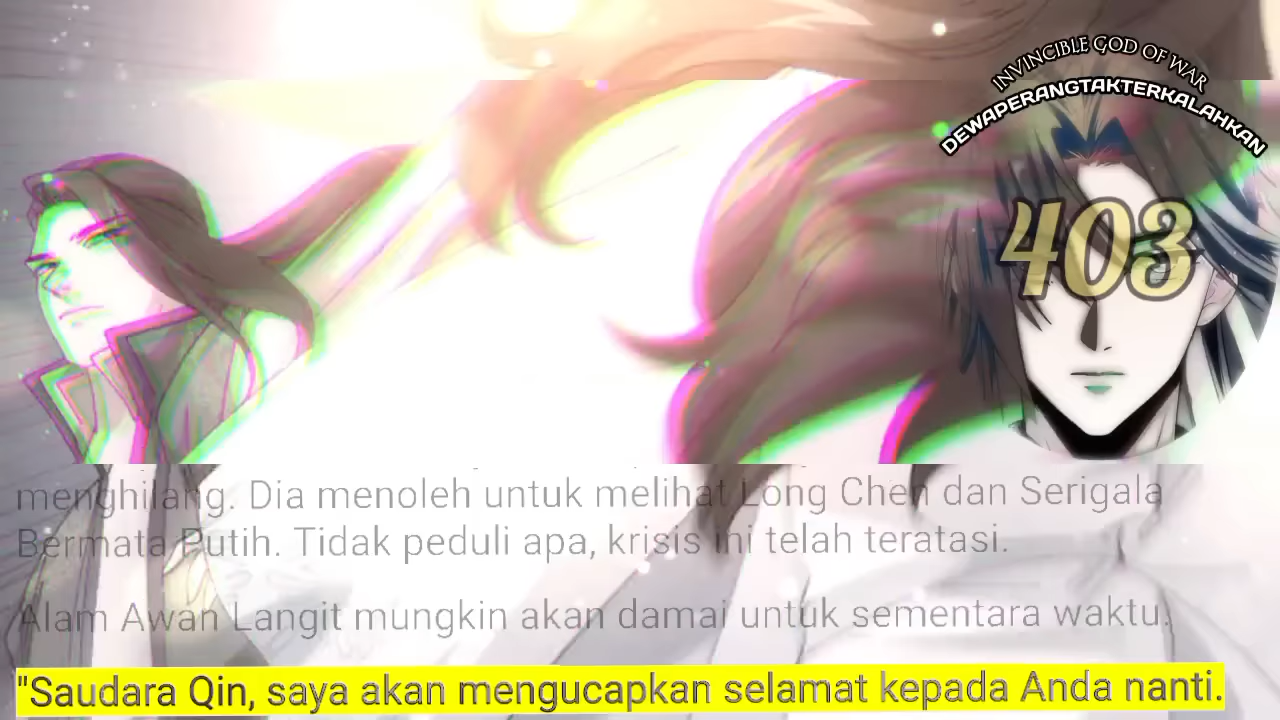 INVINCIBLE GOD OF WAR
DEWAPERANGTAKTERKALAHKAN
403
menghilang. Dia menoleh untuk melihat Long Chen dan Serigala
Bermata Putih. Tidak peduli apa, krisis ini telah teratasi.
Alam Awan Langit mungkin akan damai untuk sementara waktu.
"Saudara Qin, saya akan mengucapkan selamat kepada Anda nanti.